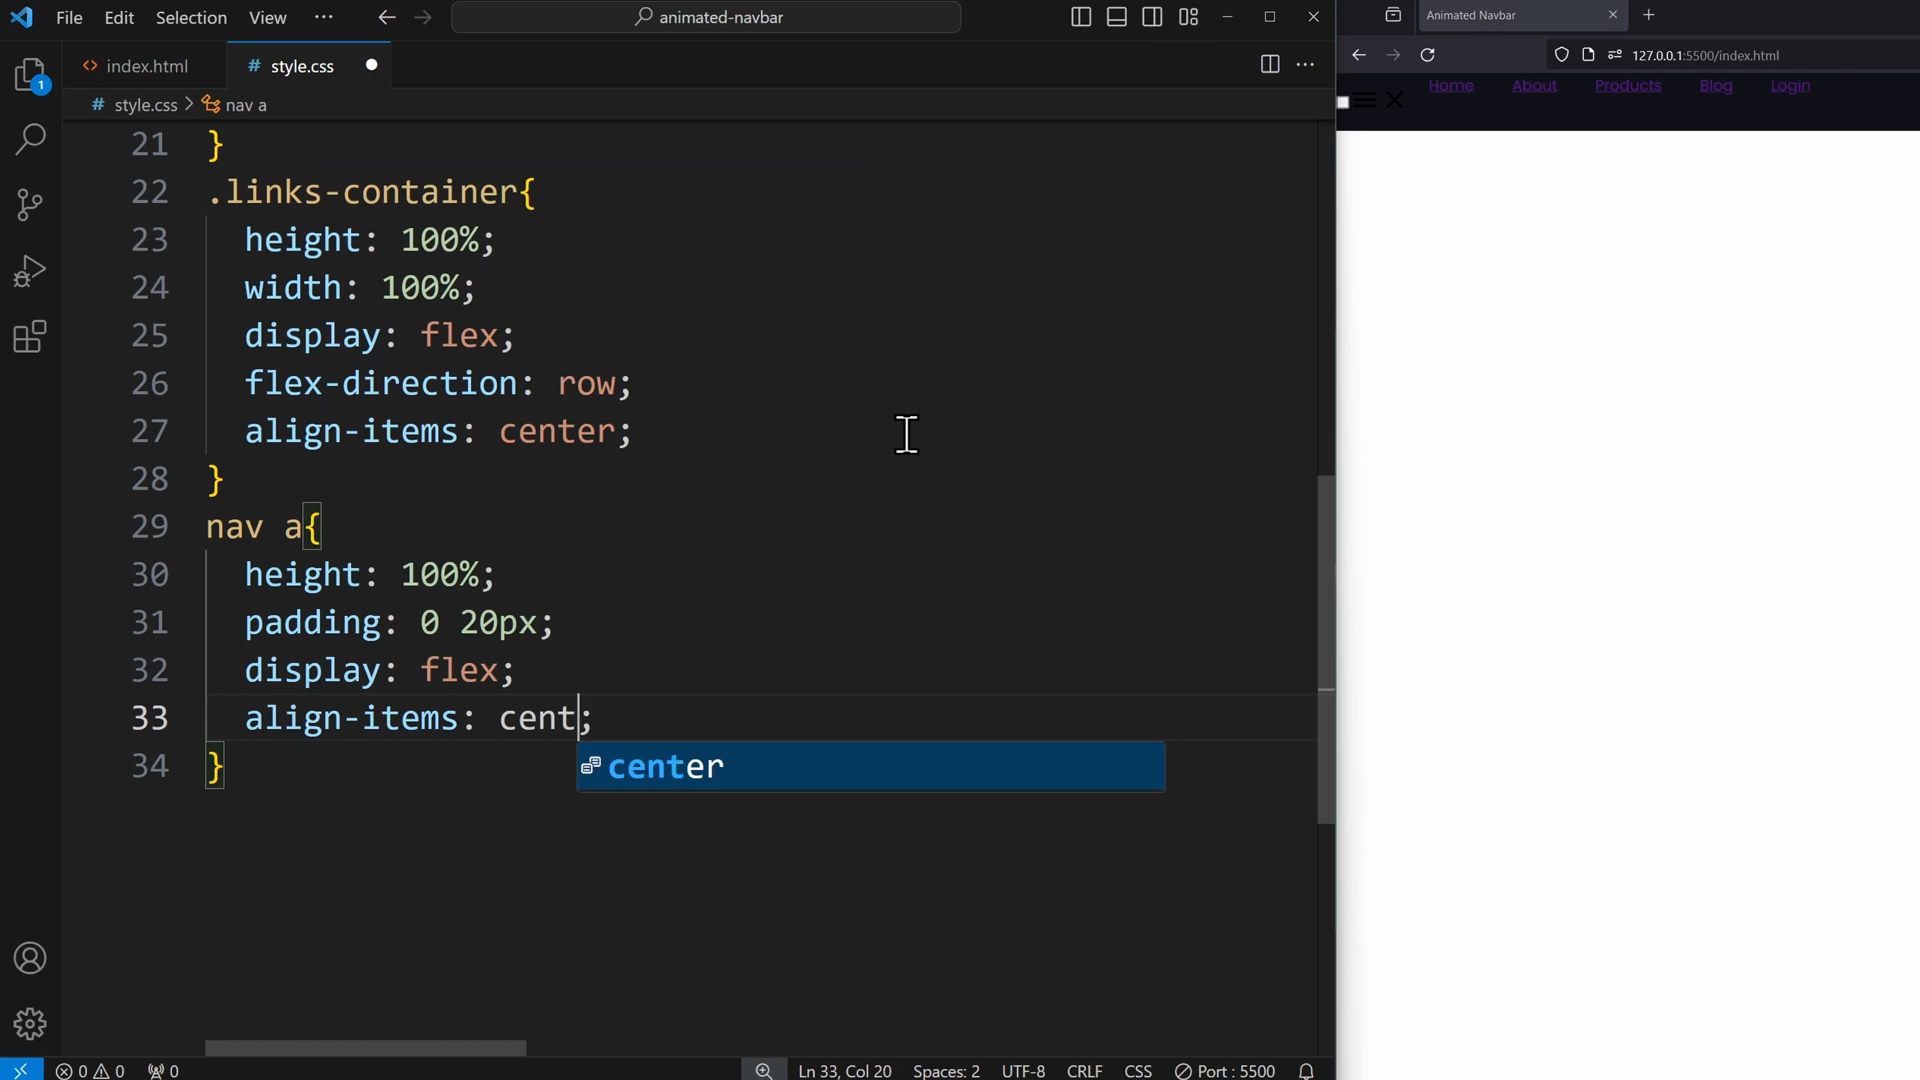 File Edit Selection View ··· animated-navbar
Animated Navbar
index.html # style.css
127.0.0.1:5500/index.html
# style.css > nav a
Home About Products Blog Login
1
21 }
22 .links-container{
23 height: 100%;
24 width: 100%;
25 display: flex;
26 flex-direction: row;
27 align-items: center;
28 }
29 nav a{
30 height: 100%;
31 padding: 0 20px;
32 display: flex;
33 align-items: cent;
center
34 }
0 0 0 Ln 33, Col 20 Spaces: 2 UTF-8 CRLF CSS Port : 5500